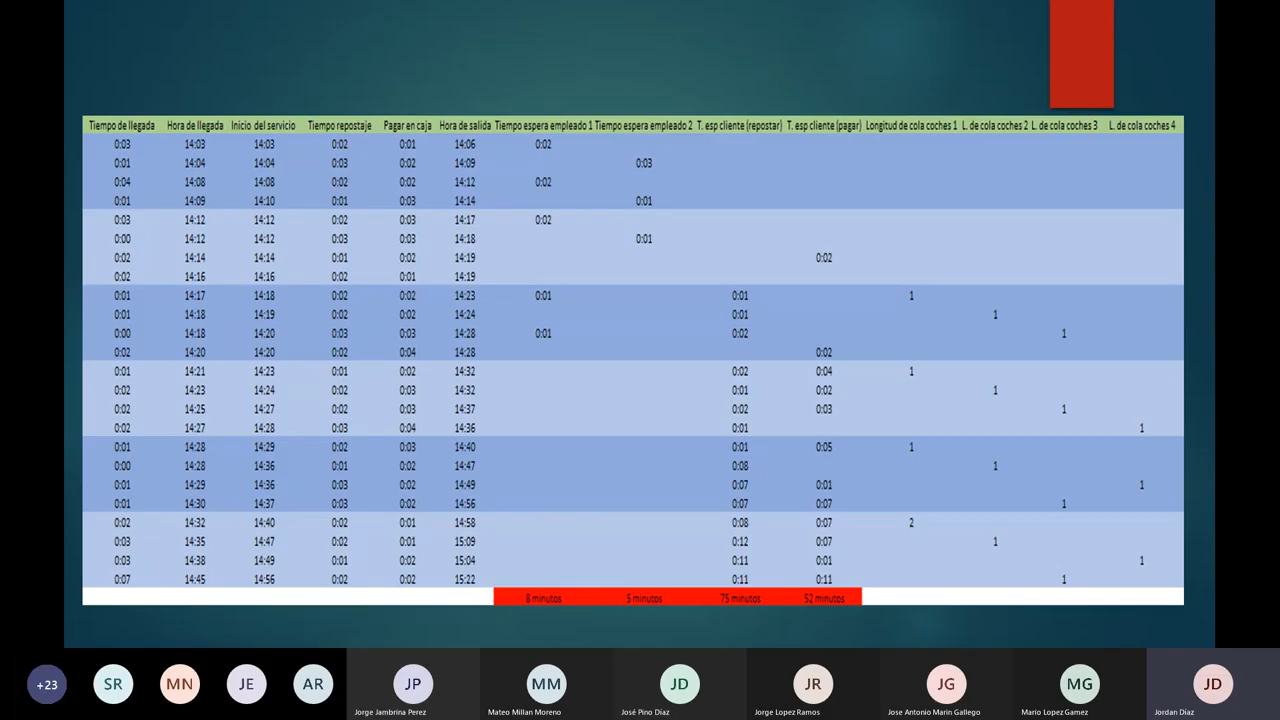 Tiempo de llegada Hora de llegada Inicio del servicio Tiempo repostaje Pagar en caja Hora de salida Tiempo espera empleado 1 Tiempo espera empleado 2 T. esp cliente (repostar) T. esp cliente (pagar) Longitud de cola coches 1 L. de cola coches 2 L. de cola coches 3 L. de cola coches 4
0:03 14:03 14:03 0:02 0:01 14:06 0:02
0:01 14:04 14:04 0:03 0:02 14:09 0:03
0:04 14:08 14:08 0:02 0:02 14:12 0:02
0:01 14:09 14:10 0:01 0:03 14:14 0:01
0:03 14:12 14:12 0:02 0:03 14:17 0:02
0:00 14:12 14:12 0:03 0:03 14:18 0:01
0:02 14:14 14:14 0:01 0:02 14:19 0:02
0:02 14:16 14:16 0:02 0:01 14:19
0:01 14:17 14:18 0:02 0:02 14:23 0:01 0:01 1
0:01 14:18 14:19 0:02 0:02 14:24 0:01 1
0:00 14:18 14:20 0:03 0:03 14:28 0:01 0:02 1
0:02 14:20 14:20 0:02 0:04 14:28 0:02
0:01 14:21 14:23 0:01 0:02 14:32 0:02 0:04 1
0:02 14:23 14:24 0:02 0:03 14:32 0:01 0:02 1
0:02 14:25 14:27 0:02 0:03 14:37 0:02 0:03 1
0:02 14:27 14:28 0:03 0:04 14:36 0:01 1
0:01 14:28 14:29 0:02 0:03 14:40 0:01 0:05 1
0:00 14:28 14:36 0:01 0:02 14:47 0:08 1
0:01 14:29 14:36 0:03 0:02 14:49 0:07 0:01 1
0:01 14:30 14:37 0:03 0:02 14:56 0:07 0:07 1
0:02 14:32 14:40 0:02 0:01 14:58 0:08 0:07 2
0:03 14:35 14:47 0:02 0:01 15:09 0:12 0:07 1
0:03 14:38 14:49 0:01 0:02 15:04 0:11 0:01 1
0:07 14:45 14:56 0:02 0:02 15:22 0:11 0:11 1
8 minutos 5 minutos 75 minutos 52 minutos
+23 SR MN JE AR JP MM JD JR JG MG JD
Jorge Jambrina Perez Mateo Millan Moreno José Pino Díaz Jorge Lopez Ramos Jose Antonio Marin Gallego Mario Lopez Gamez Jordan Díaz